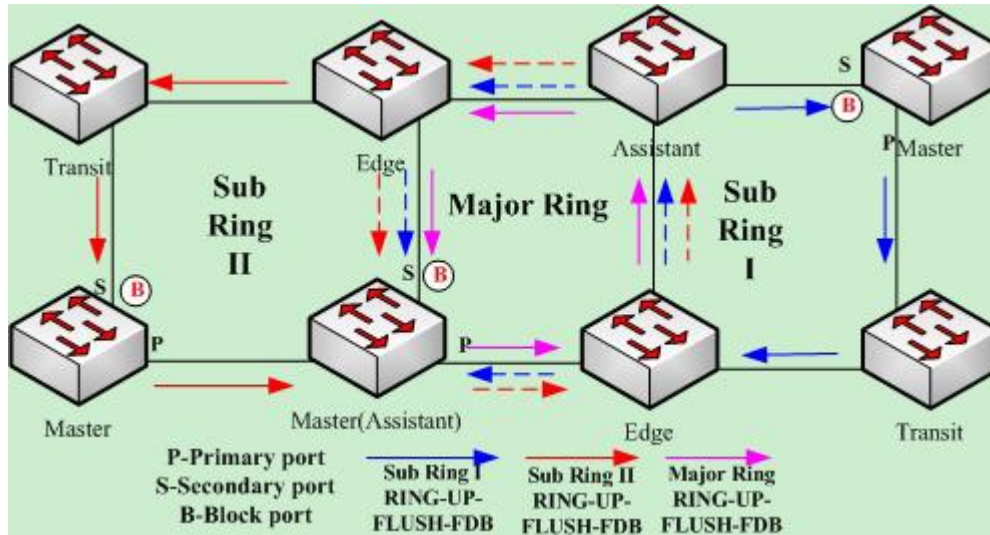 S
B
Transit
Edge
Assistant
P
Master
Sub
Ring
II
Major Ring
Sub
Ring
I
S
B
S
B
P
P
Master
Master(Assistant)
Edge
Transit
P-Primary port
S-Secondary port
B-Block port
Sub Ring I
RING-UP-
FLUSH-FDB
Sub Ring II
RING-UP-
FLUSH-FDB
Major Ring
RING-UP-
FLUSH-FDB